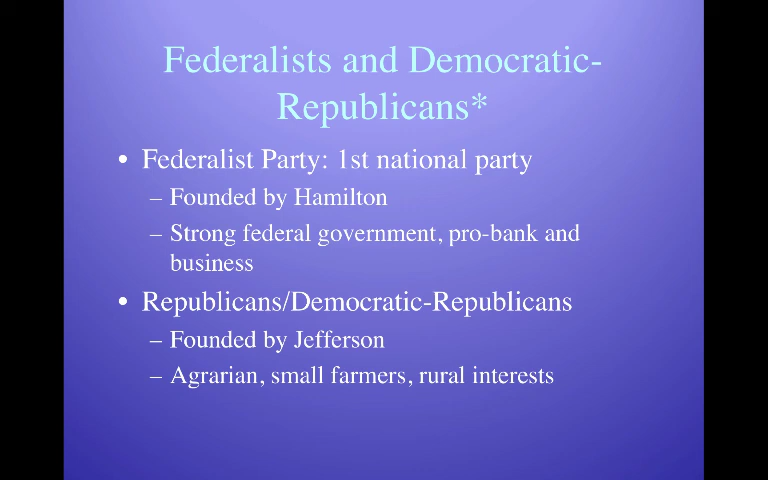 Federalists and Democratic-
Republicans*
• Federalist Party: 1st national party
– Founded by Hamilton
– Strong federal government, pro-bank and
business
• Republicans/Democratic-Republicans
– Founded by Jefferson
– Agrarian, small farmers, rural interests